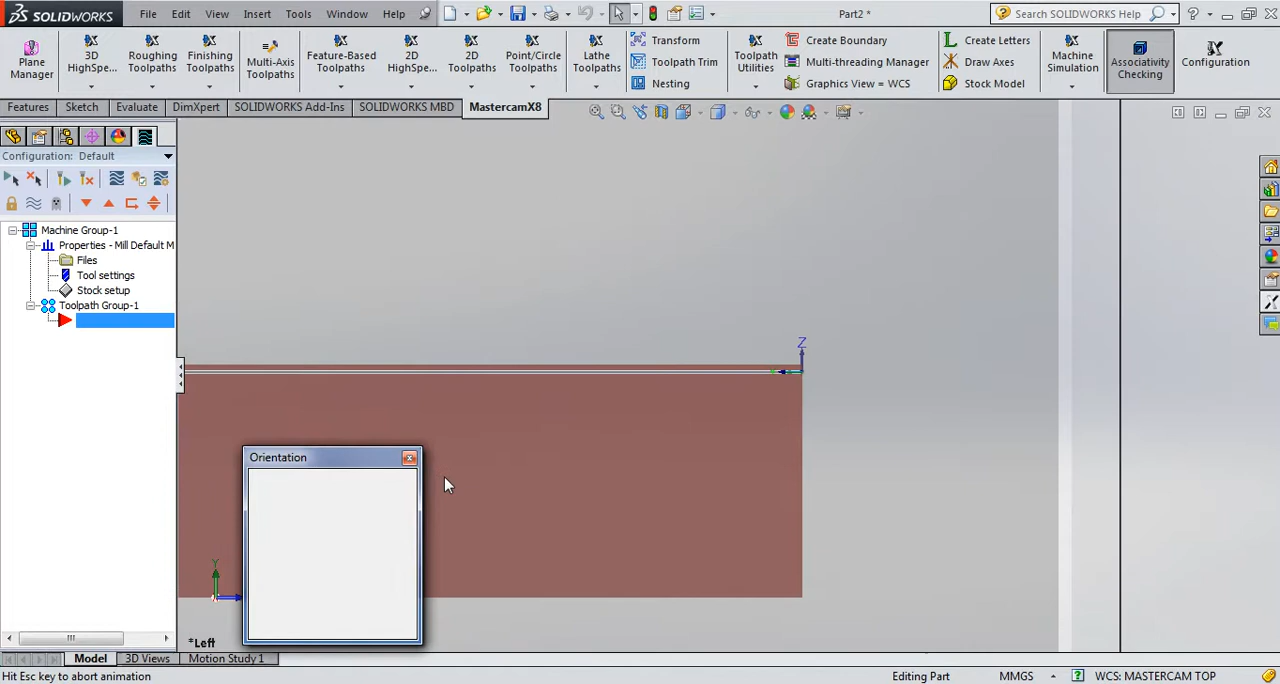 SOLIDWORKS File Edit View Insert Tools Window Help Part2 * Search SOLIDWORKS Help
Plane Manager
3D HighSpe...
Roughing Toolpaths
Finishing Toolpaths
Multi-Axis Toolpaths
Feature-Based Toolpaths
2D HighSpe...
2D Toolpaths
Point/Circle Toolpaths
Lathe Toolpaths
Transform
Toolpath Trim
Nesting
Toolpath Utilities
Create Boundary
Multi-threading Manager
Graphics View = WCS
Create Letters
Draw Axes
Stock Model
Machine Simulation
Associativity Checking
Configuration
Features Sketch Evaluate DimXpert SOLIDWORKS Add-Ins SOLIDWORKS MBD MastercamX8
Configuration: Default
Machine Group-1
Properties - Mill Default M
Files
Tool settings
Stock setup
Toolpath Group-1
Z
Orientation
Y
*Left
Model 3D Views Motion Study 1
Hit Esc key to abort animation Editing Part MMGS WCS: MASTERCAM TOP